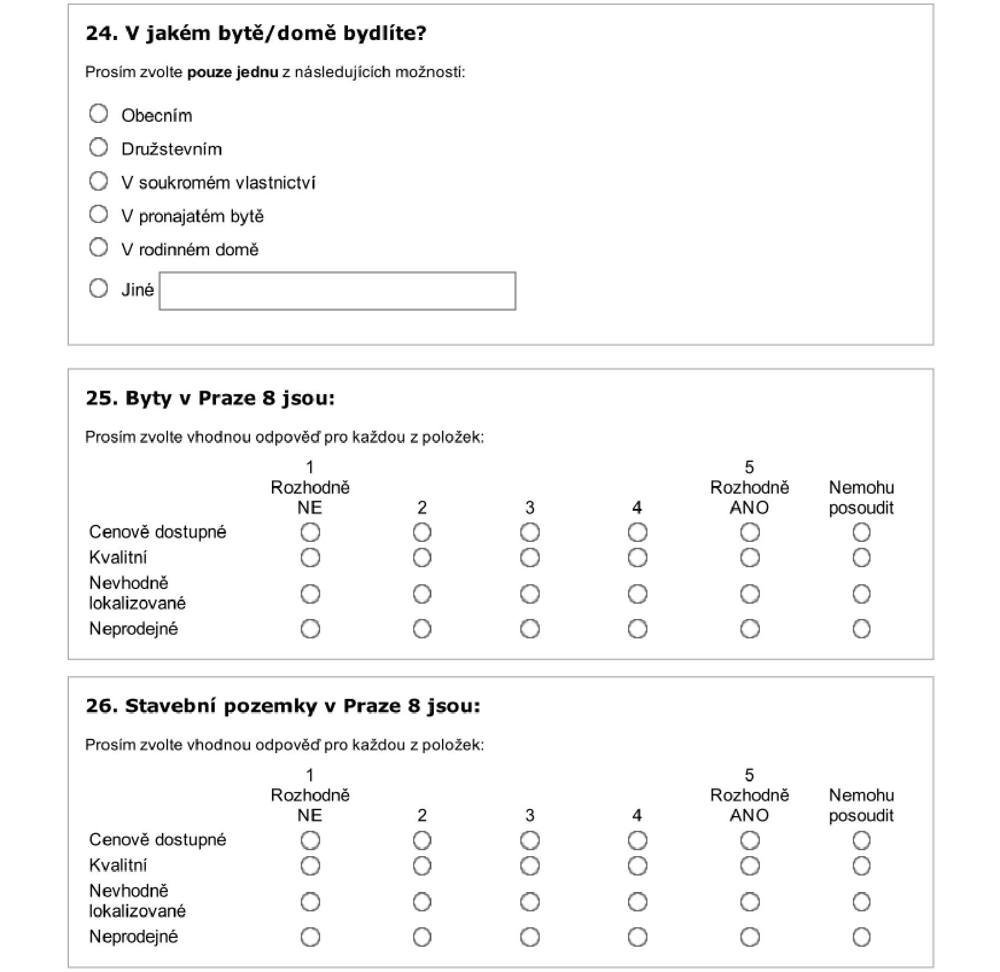 24. V jakém bytě/domě bydlíte?
Prosím zvolte pouze jednu z následujících možností:
Obecním
Družstevním
V soukromém vlastnictví
V pronajatém bytě
V rodinném domě
Jiné
25. Byty v Praze 8 jsou:
Prosím zvolte vhodnou odpověď pro každou z položek:
1 5
Rozhodně Rozhodně Nemohu
NE 2 3 4 ANO posoudit
Cenově dostupné
Kvalitní
Nevhodně
lokalizované
Neprodejné
26. Stavební pozemky v Praze 8 jsou:
Prosím zvolte vhodnou odpověď pro každou z položek:
1 5
Rozhodně Rozhodně Nemohu
NE 2 3 4 ANO posoudit
Cenově dostupné
Kvalitní
Nevhodně
lokalizované
Neprodejné